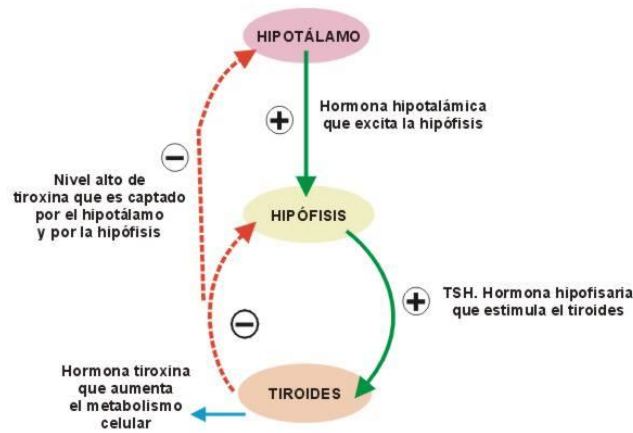 HIPOTÁLAMO
+
Hormona hipotalámica
que excita la hipófisis
−
Nivel alto de
tiroxina que es captado
por el hipotálamo
y por la hipófisis
HIPÓFISIS
+
TSH. Hormona hipofisaria
que estimula el tiroides
−
Hormona tiroxina
que aumenta
el metabolismo
celular
TIROIDES